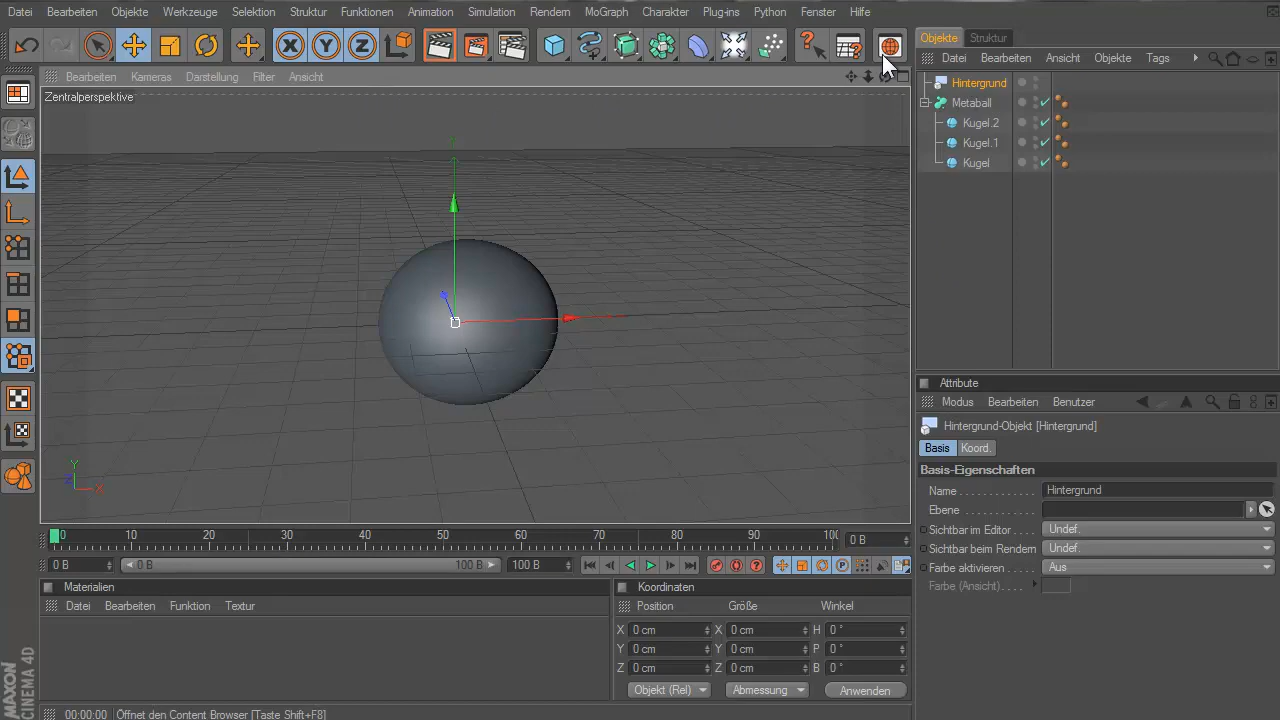 Datei Bearbeiten Objekte Werkzeuge Selektion Struktur Funktionen Animation Simulation Rendern MoGraph Charakter Plug-ins Python Fenster Hilfe
Objekte Struktur
Bearbeiten Kameras Darstellung Filter Ansicht
Datei Bearbeiten Ansicht Objekte Tags
Zentralperspektive
Hintergrund
Metaball
Kugel.2
Kugel.1
Kugel
Y
Z X
Attribute
Modus Bearbeiten Benutzer
Hintergrund-Objekt [Hintergrund]
Basis Koord.
Basis-Eigenschaften
Name Hintergrund
Ebene
Sichtbar im Editor Undef.
Sichtbar beim Rendern Undef.
Farbe aktivieren Aus
Farbe (Ansicht)
0 10 20 30 40 50 60 70 80 90 100 0 B
0 B 0 B 100 B 100 B
Materialien
Datei Bearbeiten Funktion Textur
Koordinaten
Position Größe Winkel
X 0 cm X 0 cm H 0 °
Y 0 cm Y 0 cm P 0 °
Z 0 cm Z 0 cm B 0 °
Objekt (Rel) Abmessung Anwenden
MAXON
CINEMA 4D
00:00:00 Öffnet den Content Browser [Taste Shift+F8]